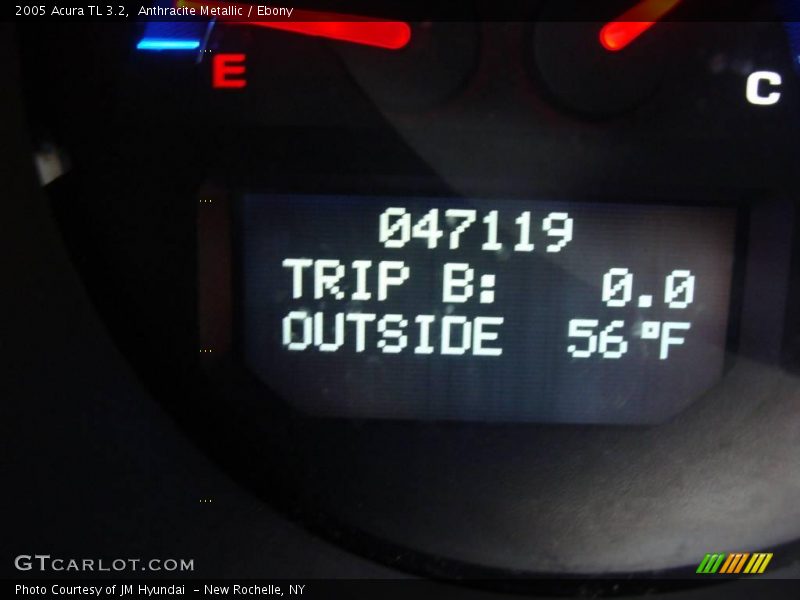 2005 Acura TL 3.2, Anthracite Metallic / Ebony
E
C
047119
TRIP B: 0.0
OUTSIDE 56°F
GTCARLOT.COM
Photo Courtesy of JM Hyundai - New Rochelle, NY